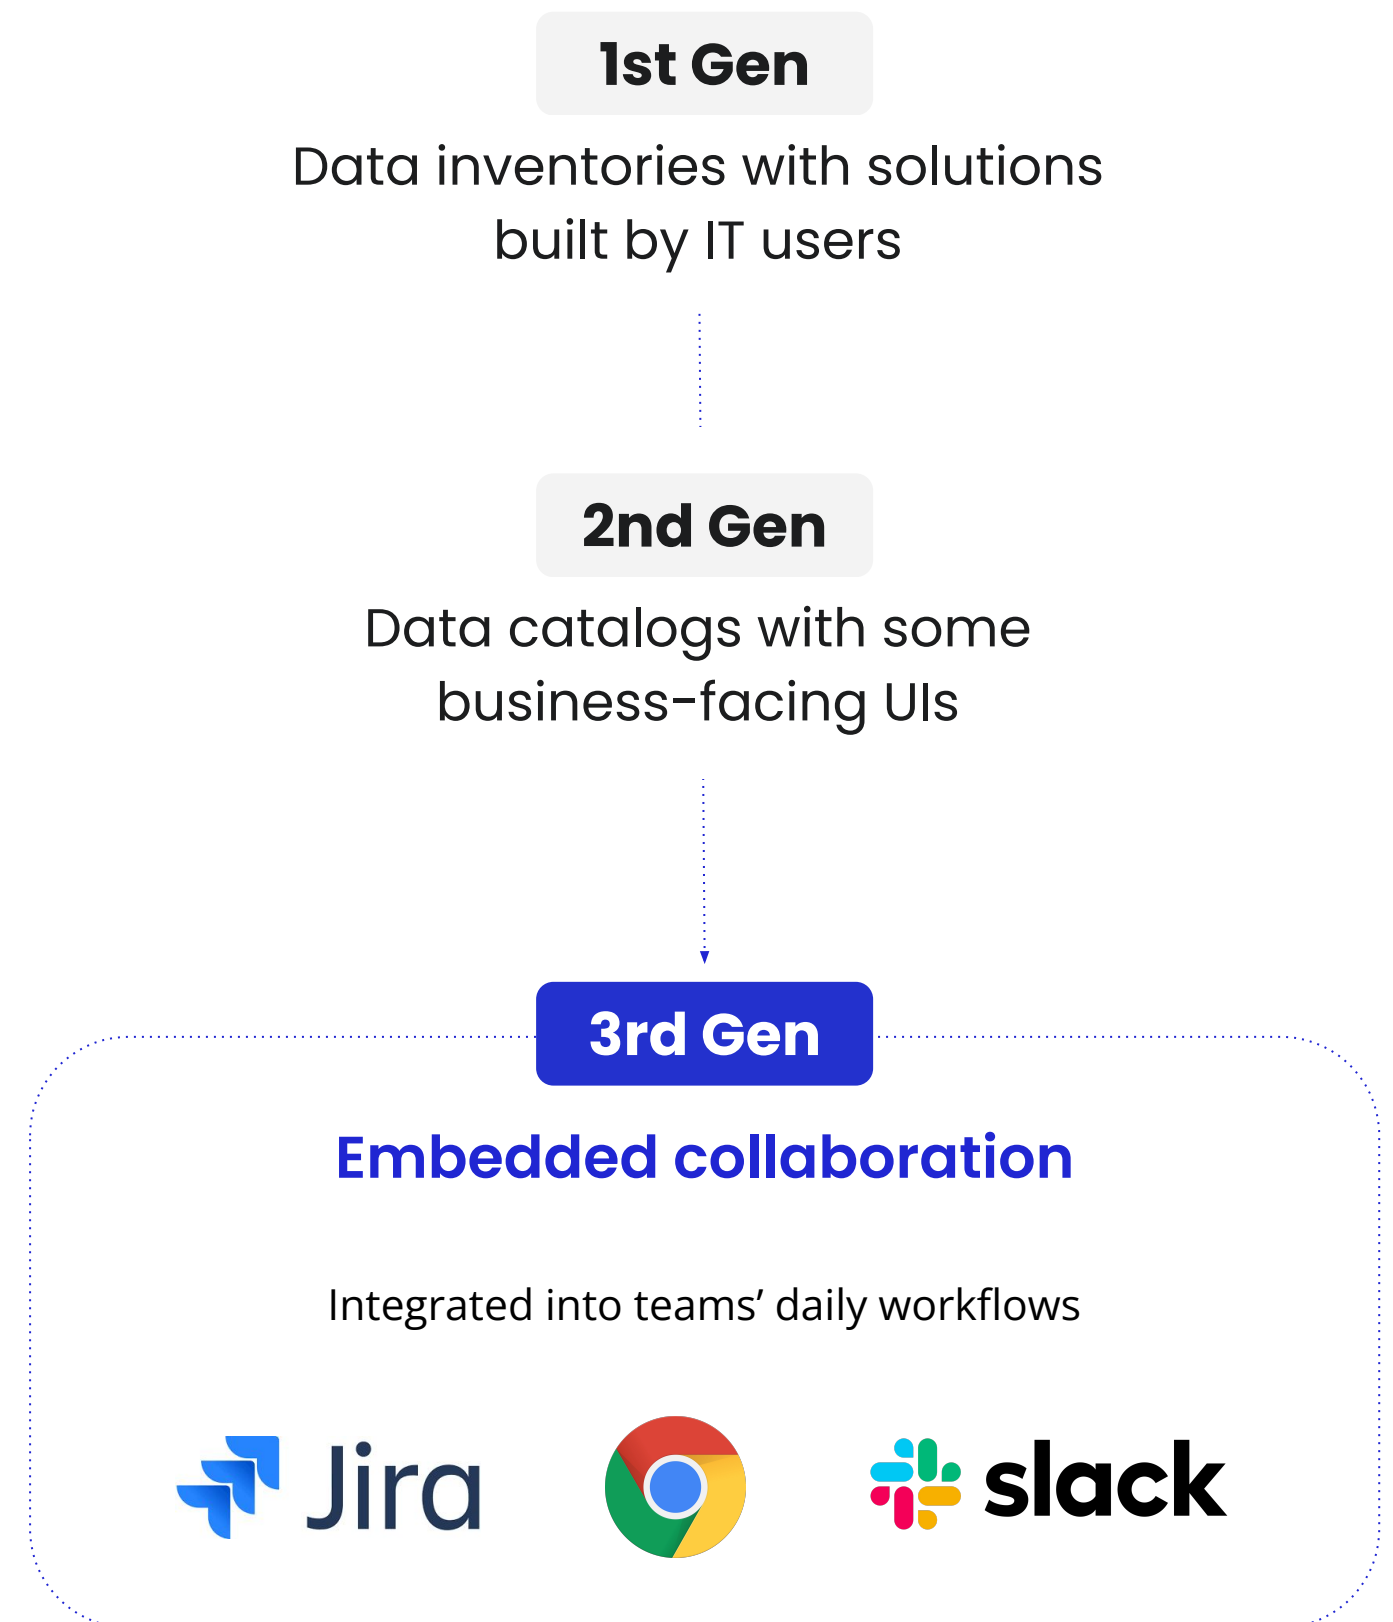 1st Gen
Data inventories with solutions
built by IT users
2nd Gen
Data catalogs with some
business-facing UIs
3rd Gen
Embedded collaboration
Integrated into teams’ daily workflows
Jira
slack